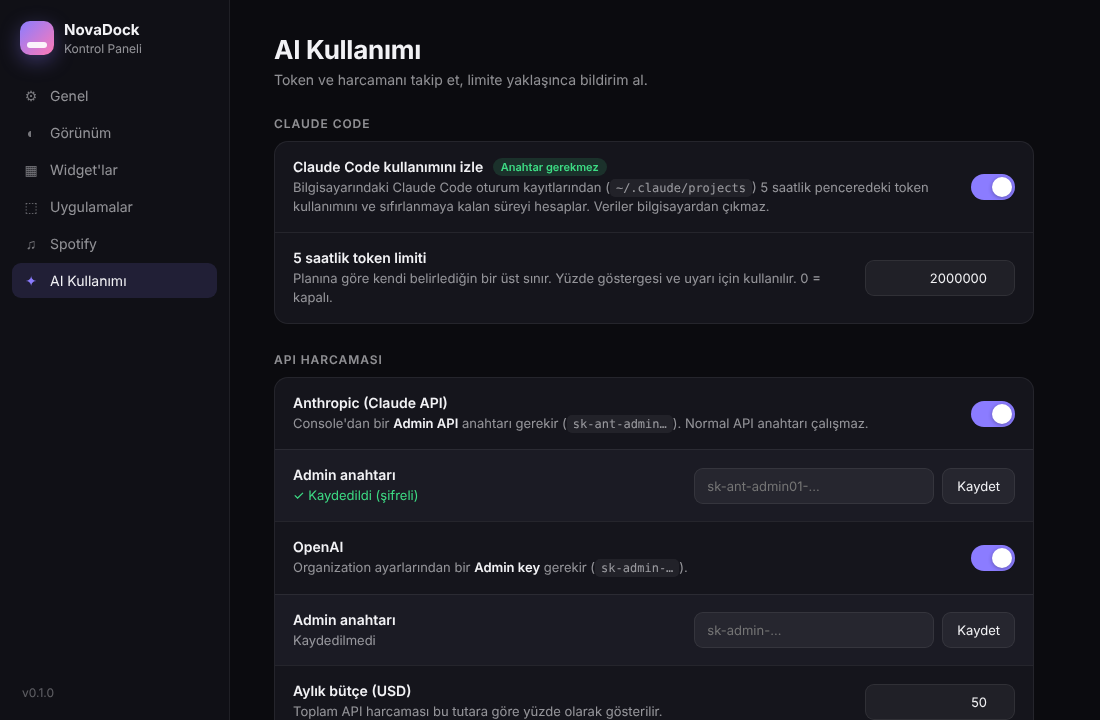 NovaDock
Kontrol Paneli
Genel
Görünüm
Widget'lar
Uygulamalar
Spotify
AI Kullanımı
v0.1.0
AI Kullanımı
Token ve harcamanı takip et, limite yaklaşınca bildirim al.
CLAUDE CODE
Claude Code kullanımını izle Anahtar gerekmez
Bilgisayarındaki Claude Code oturum kayıtlarından ( ~/.claude/projects ) 5 saatlik penceredeki token
kullanımını ve sıfırlanmaya kalan süreyi hesaplar. Veriler bilgisayardan çıkmaz.
5 saatlik token limiti
Planına göre kendi belirlediğin bir üst sınır. Yüzde göstergesi ve uyarı için kullanılır. 0 =
kapalı.
2000000
API HARCAMASI
Anthropic (Claude API)
Console'dan bir Admin API anahtarı gerekir ( sk-ant-admin… ). Normal API anahtarı çalışmaz.
Admin anahtarı
✓ Kaydedildi (şifreli)
sk-ant-admin01-...
Kaydet
OpenAI
Organization ayarlarından bir Admin key gerekir ( sk-admin-… ).
Admin anahtarı
Kaydedilmedi
sk-admin-...
Kaydet
Aylık bütçe (USD)
Toplam API harcaması bu tutara göre yüzde olarak gösterilir.
50